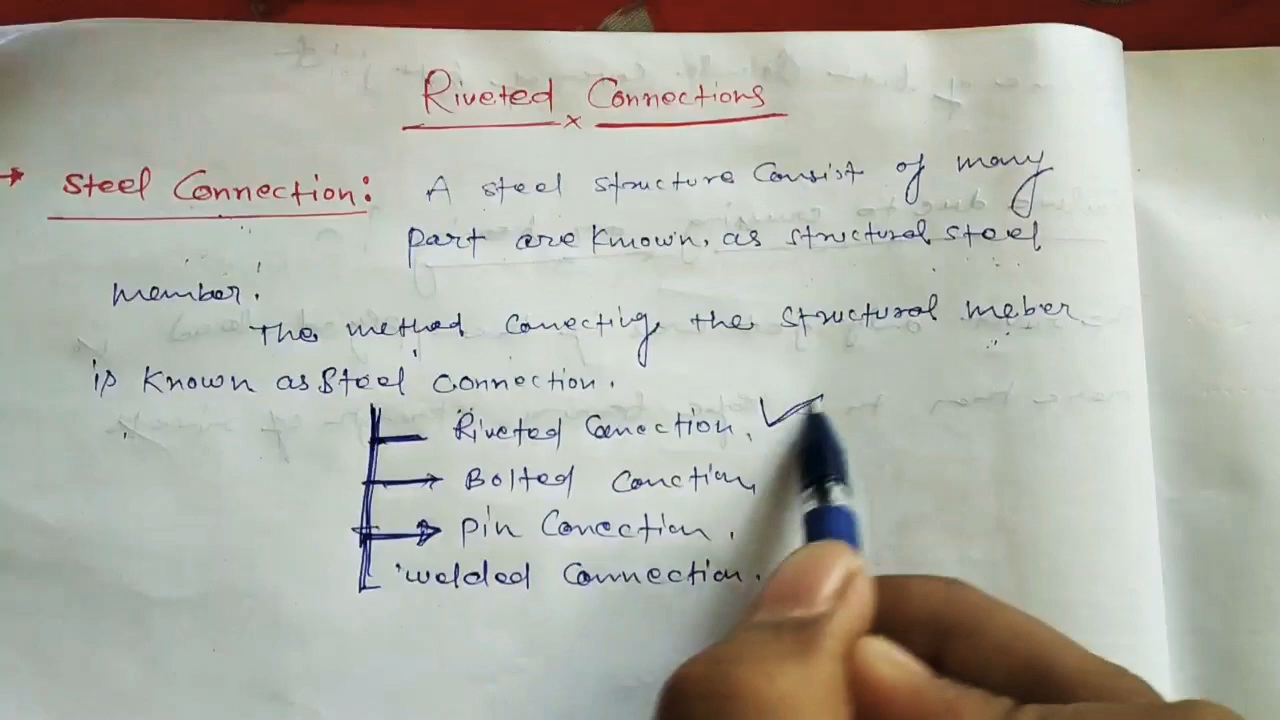 Riveted Connections
Steel Connection: A steel structure Consist of many
part are known, as structural steel
member.
The method conecting the structural meber
is known as Steel connection.
Riveted Conection.
Bolted Conction,
Pin Conection.
welded Connection.